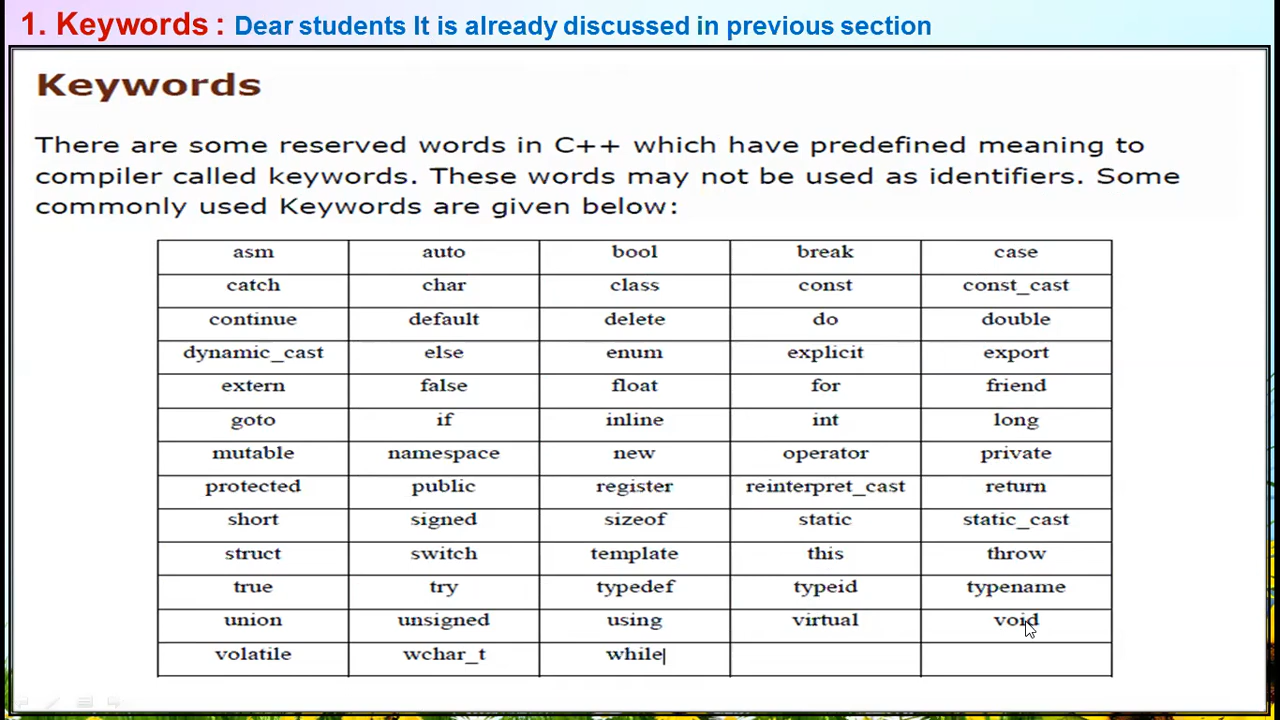 1. Keywords : Dear students It is already discussed in previous section
Keywords
There are some reserved words in C++ which have predefined meaning to
compiler called keywords. These words may not be used as identifiers. Some
commonly used Keywords are given below:
asm auto bool break case
catch char class const const_cast
continue default delete do double
dynamic_cast else enum explicit export
extern false float for friend
goto if inline int long
mutable namespace new operator private
protected public register reinterpret_cast return
short signed sizeof static static_cast
struct switch template this throw
true try typedef typeid typename
union unsigned using virtual void
volatile wchar_t while